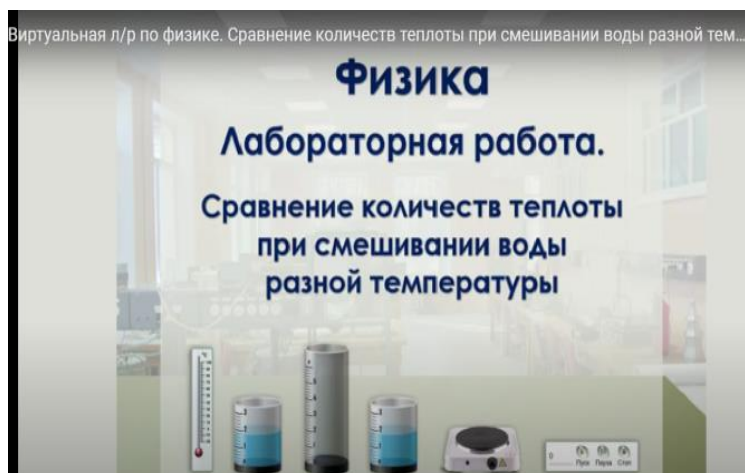 Виртуальная л/р по физике. Сравнение количеств теплоты при смешивании воды разной тем...
Физика
Лабораторная работа.
Сравнение количеств теплоты
при смешивании воды
разной температуры
0
Пуск Пауза Стоп